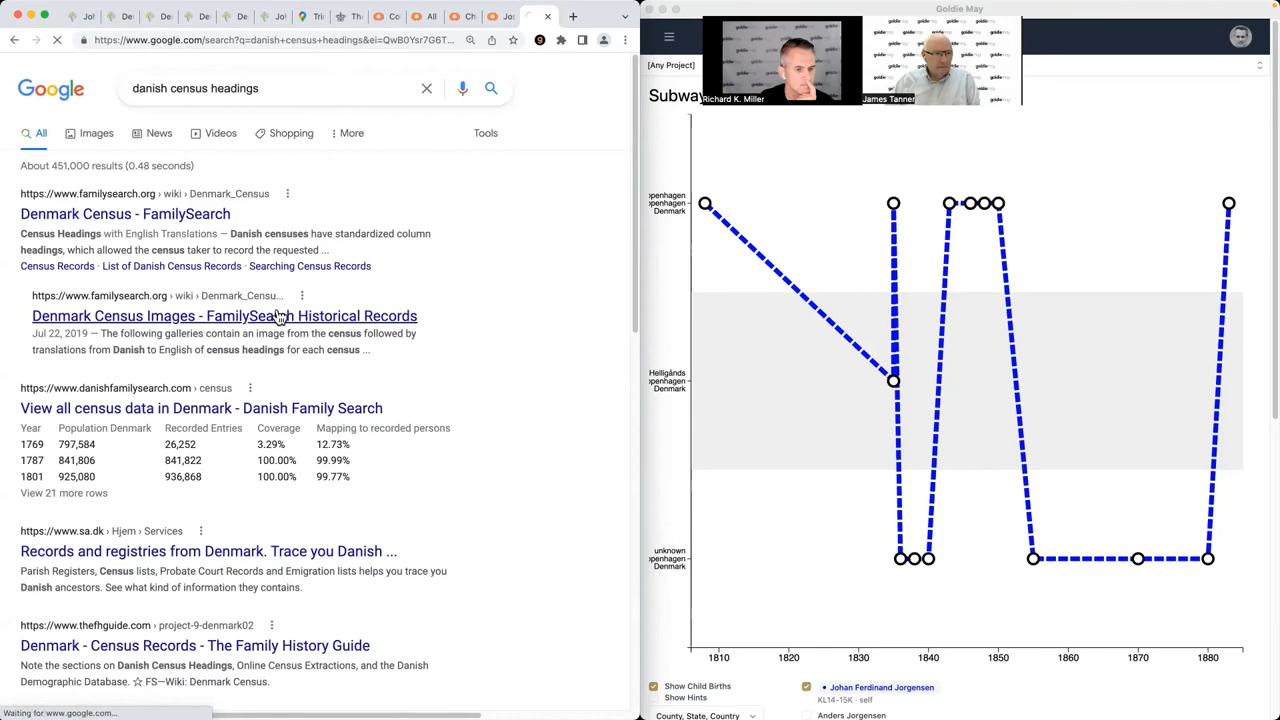 Goldie May
danish census headings
All
Images
News
Videos
Shopping
More
Tools
About 451,000 results (0.48 seconds)
https://www.familysearch.org › wiki › Denmark_Census
Denmark Census - FamilySearch
Census Headings with English Translations — Danish censuses have standardized column
headings, which allowed the census taker to record the requested ...
Census Records · List of Danish Census Records · Searching Census Records
https://www.familysearch.org › wiki › Denmark_Censu...
Denmark Census Images - FamilySearch Historical Records
Jul 22, 2019 — The following galleries contain an image from the census followed by
translations from Danish to English of census headings for each census ...
https://www.danishfamilysearch.com › census
View all census data in Denmark - Danish Family Search
Year Population Denmark Recorded Entries Coverage Mapping to recorded persons
1769 797,584 26,252 3.29% 12.73%
1787 841,806 841,822 100.00% 99.99%
1801 925,080 936,868 100.00% 99.77%
View 21 more rows
https://www.sa.dk › Hjem › Services
Records and registries from Denmark. Trace you Danish ...
Parish Registers, Census lists, Probate Court Records and Emigration lists helps you trace you
Danish ancestors. See what kind of information they contains.
https://www.thefhguide.com › project-9-denmark02
Denmark - Census Records - The Family History Guide
Note the sections on Danish Census Headings, Online Census Extractions, and the Danish
Demographic Database. ☆ FS—Wiki: Denmark Census.
Waiting for www.google.com...
[Any Project]
Richard K. Miller
James Tanner
Subway
openhagen
openhagen
Denmark
Helligånds
openhagen
Denmark
unknown
openhagen
Denmark
1810 1820 1830 1840 1850 1860 1870 1880
Show Child Births
Show Hints
County, State, Country
Johan Ferdinand Jorgensen
KL14-15K · self
Anders Jorgensen